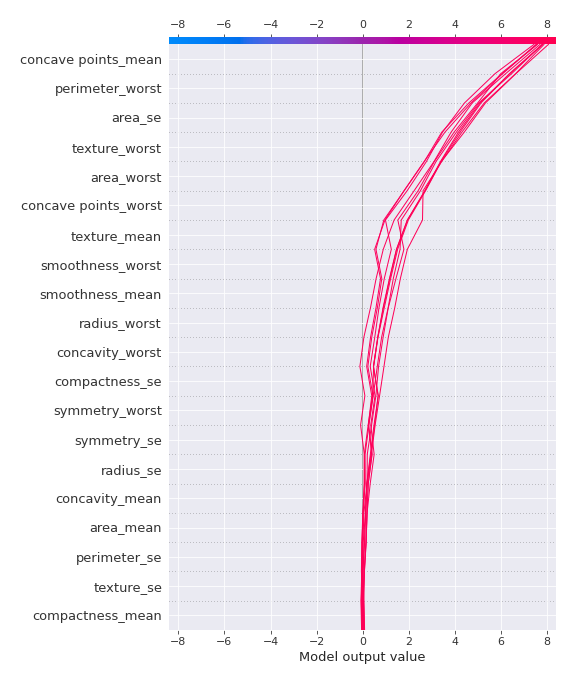 −8 −6 −4 −2 0 2 4 6 8
concave points_mean
perimeter_worst
area_se
texture_worst
area_worst
concave points_worst
texture_mean
smoothness_worst
smoothness_mean
radius_worst
concavity_worst
compactness_se
symmetry_worst
symmetry_se
radius_se
concavity_mean
area_mean
perimeter_se
texture_se
compactness_mean
−8 −6 −4 −2 0 2 4 6 8
Model output value